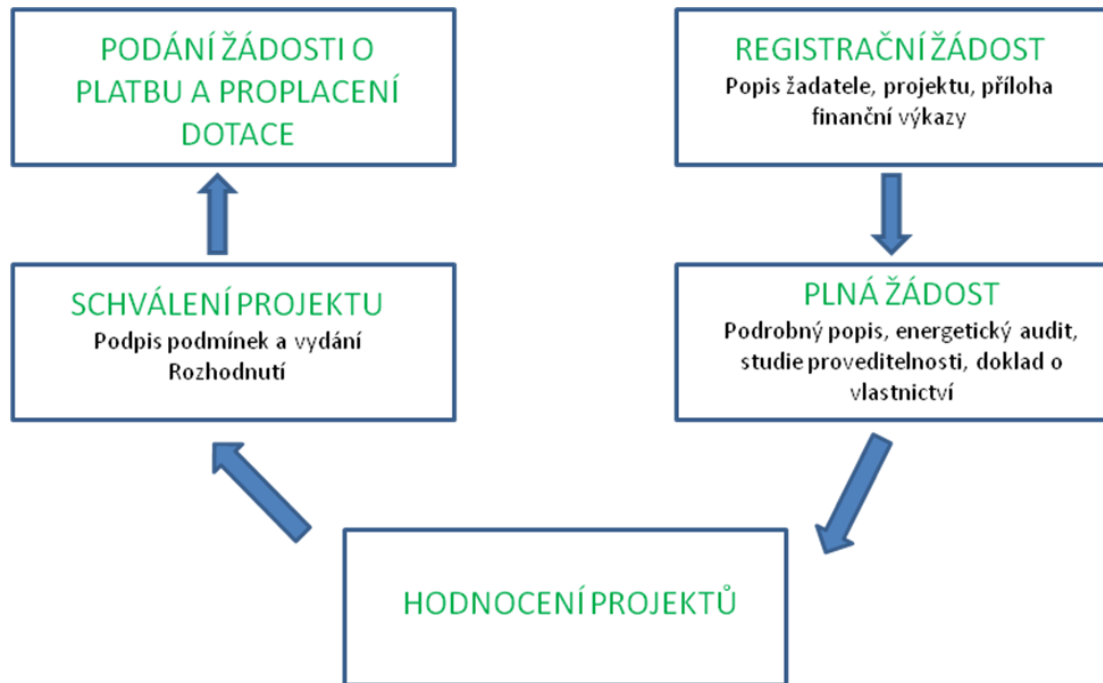 PODÁNÍ ŽÁDOSTI O
PLATBU A PROPLACENÍ
DOTACE
REGISTRAČNÍ ŽÁDOST
Popis žadatele, projektu, příloha
finanční výkazy
SCHVÁLENÍ PROJEKTU
Podpis podmínek a vydání
Rozhodnutí
PLNÁ ŽÁDOST
Podrobný popis, energetický audit,
studie proveditelnosti, doklad o
vlastnictví
HODNOCENÍ PROJEKTŮ